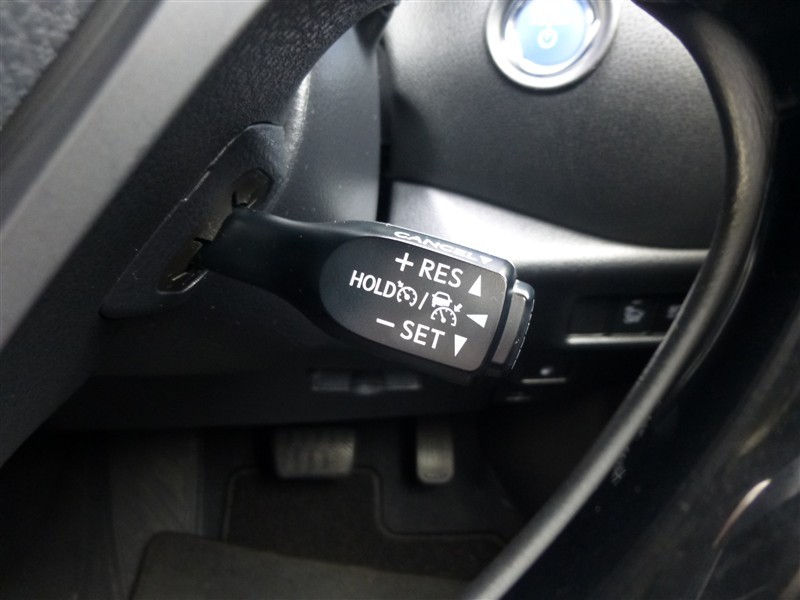 CANCEL
+ RES
HOLD /
− SET